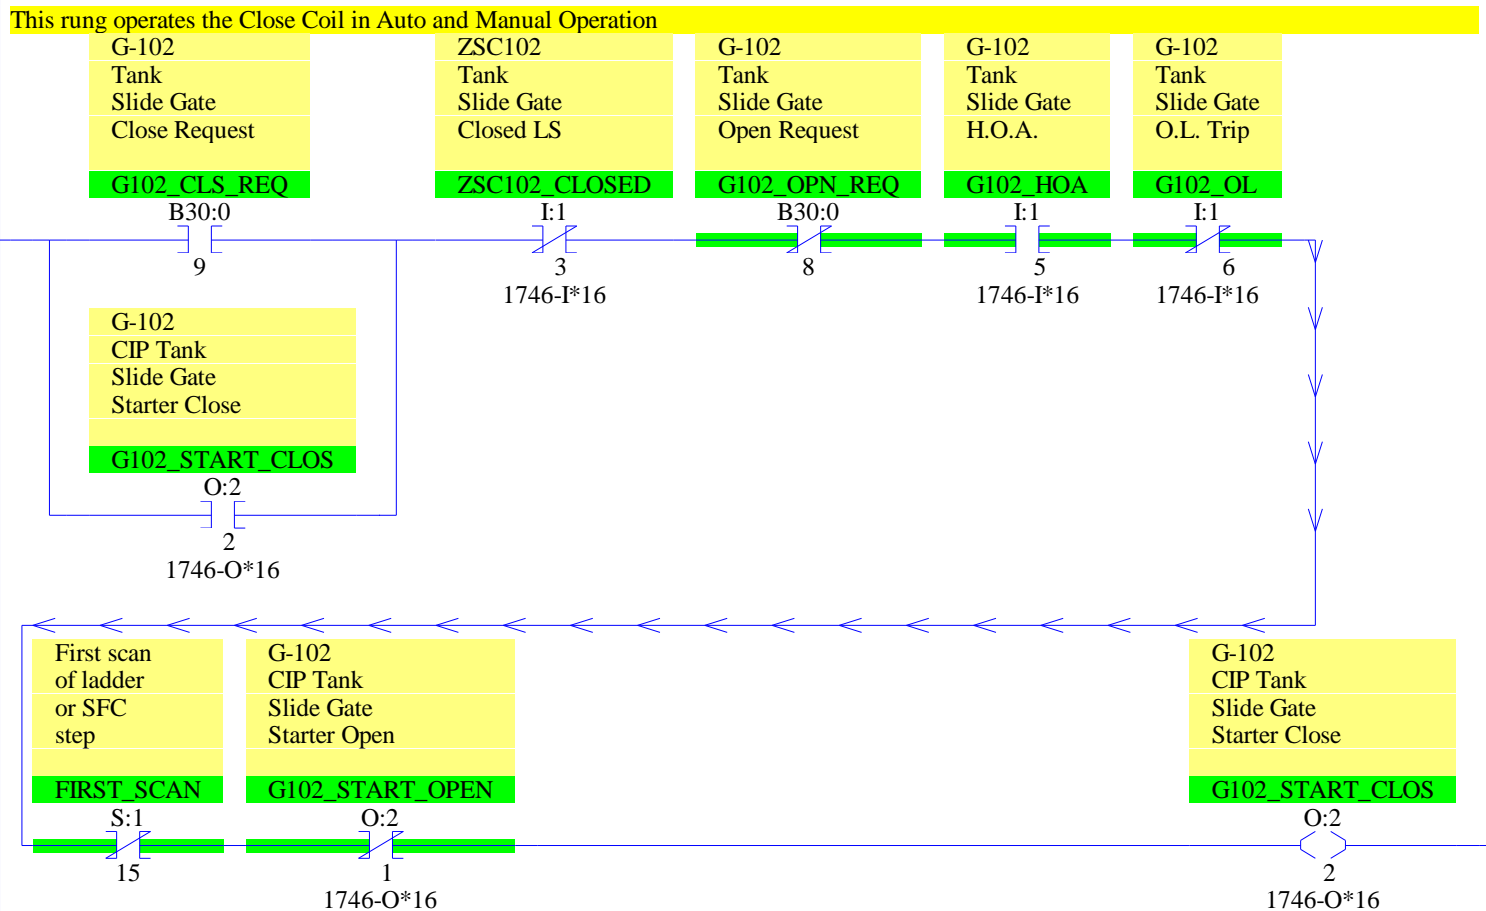 This rung operates the Close Coil in Auto and Manual Operation
G-102
Tank
Slide Gate
Close Request
G102_CLS_REQ
B30:0
9
ZSC102
Tank
Slide Gate
Closed LS
ZSC102_CLOSED
I:1
3
1746-I*16
G-102
Tank
Slide Gate
Open Request
G102_OPN_REQ
B30:0
8
G-102
Tank
Slide Gate
H.O.A.
G102_HOA
I:1
5
1746-I*16
G-102
Tank
Slide Gate
O.L. Trip
G102_OL
I:1
6
1746-I*16
G-102
CIP Tank
Slide Gate
Starter Close
G102_START_CLOS
O:2
2
1746-O*16
First scan
of ladder
or SFC
step
FIRST_SCAN
S:1
15
G-102
CIP Tank
Slide Gate
Starter Open
G102_START_OPEN
O:2
1
1746-O*16
G-102
CIP Tank
Slide Gate
Starter Close
G102_START_CLOS
O:2
2
1746-O*16